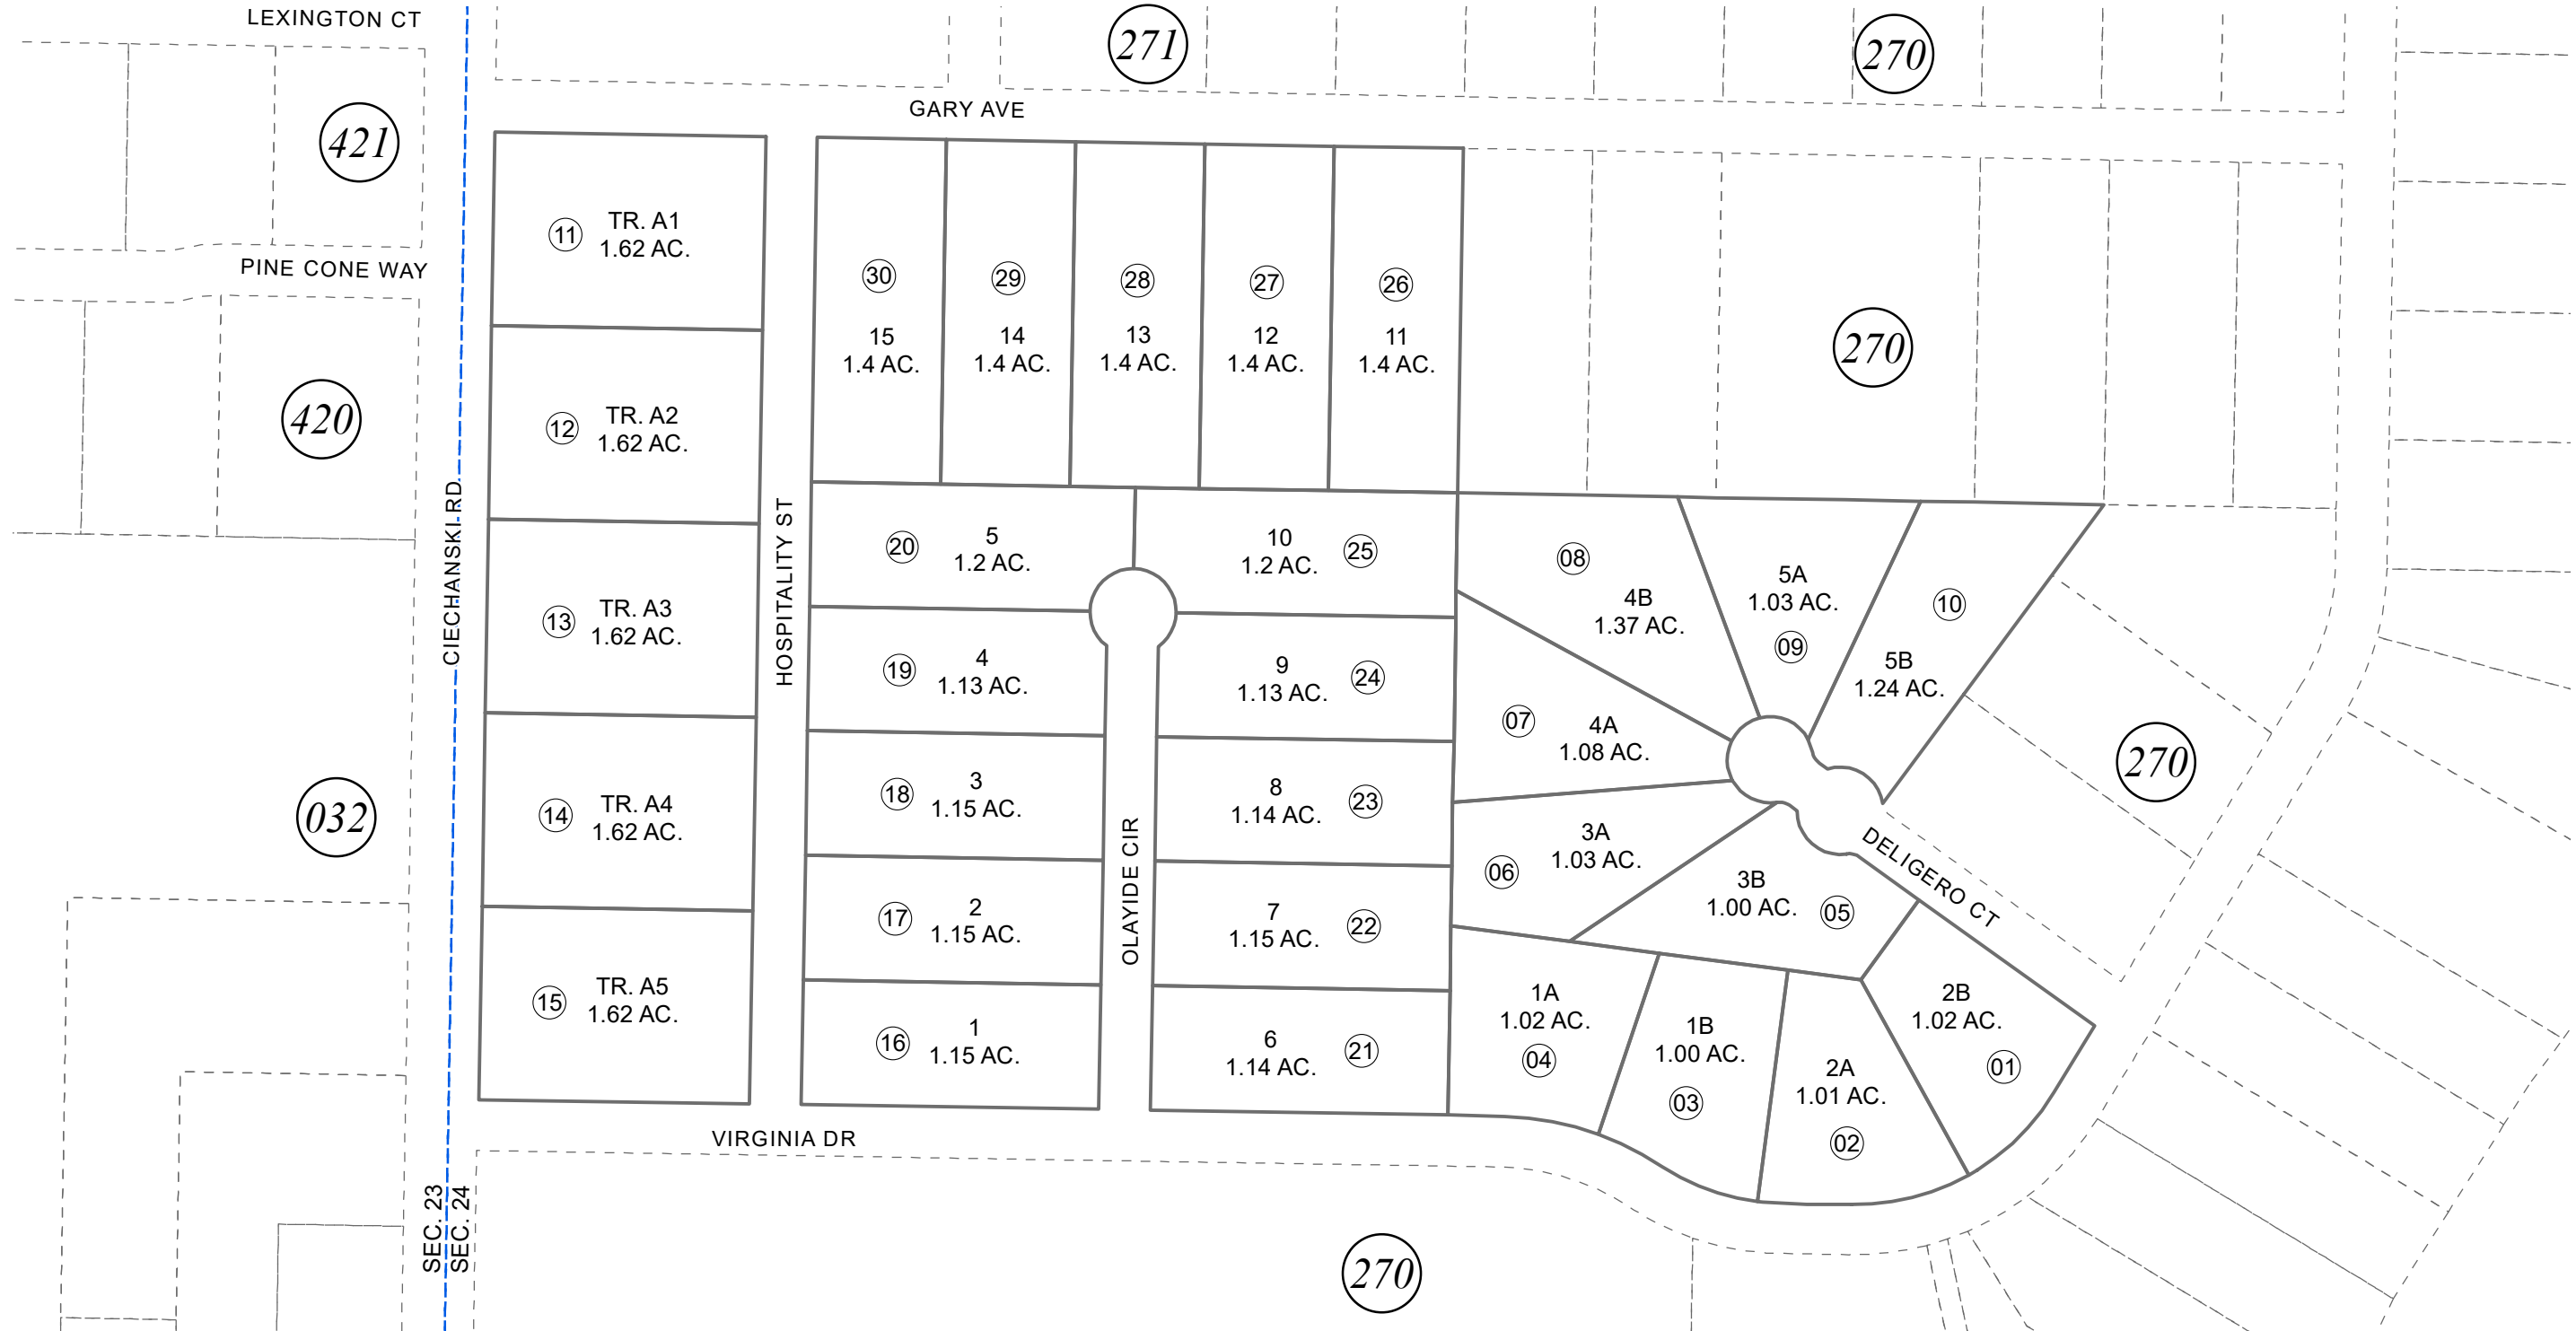 LEXINGTON CT
271
270
421
GARY AVE
PINE CONE WAY
420
CIECHANSKI RD
032
SEC. 23
SEC. 24
11
TR. A1
1.62 AC.
12
TR. A2
1.62 AC.
13
TR. A3
1.62 AC.
14
TR. A4
1.62 AC.
15
TR. A5
1.62 AC.
HOSPITALITY ST
30
15
1.4 AC.
29
14
1.4 AC.
28
13
1.4 AC.
27
12
1.4 AC.
26
11
1.4 AC.
270
20
5
1.2 AC.
10
1.2 AC.
25
19
4
1.13 AC.
9
1.13 AC.
24
18
3
1.15 AC.
8
1.14 AC.
23
17
2
1.15 AC.
7
1.15 AC.
22
16
1
1.15 AC.
6
1.14 AC.
21
OLAYIDE CIR
08
4B
1.37 AC.
5A
1.03 AC.
09
10
5B
1.24 AC.
07
4A
1.08 AC.
06
3A
1.03 AC.
3B
1.00 AC.
05
DELIGERO CT
270
1A
1.02 AC.
04
1B
1.00 AC.
03
2A
1.01 AC.
02
2B
1.02 AC.
01
VIRGINIA DR
270